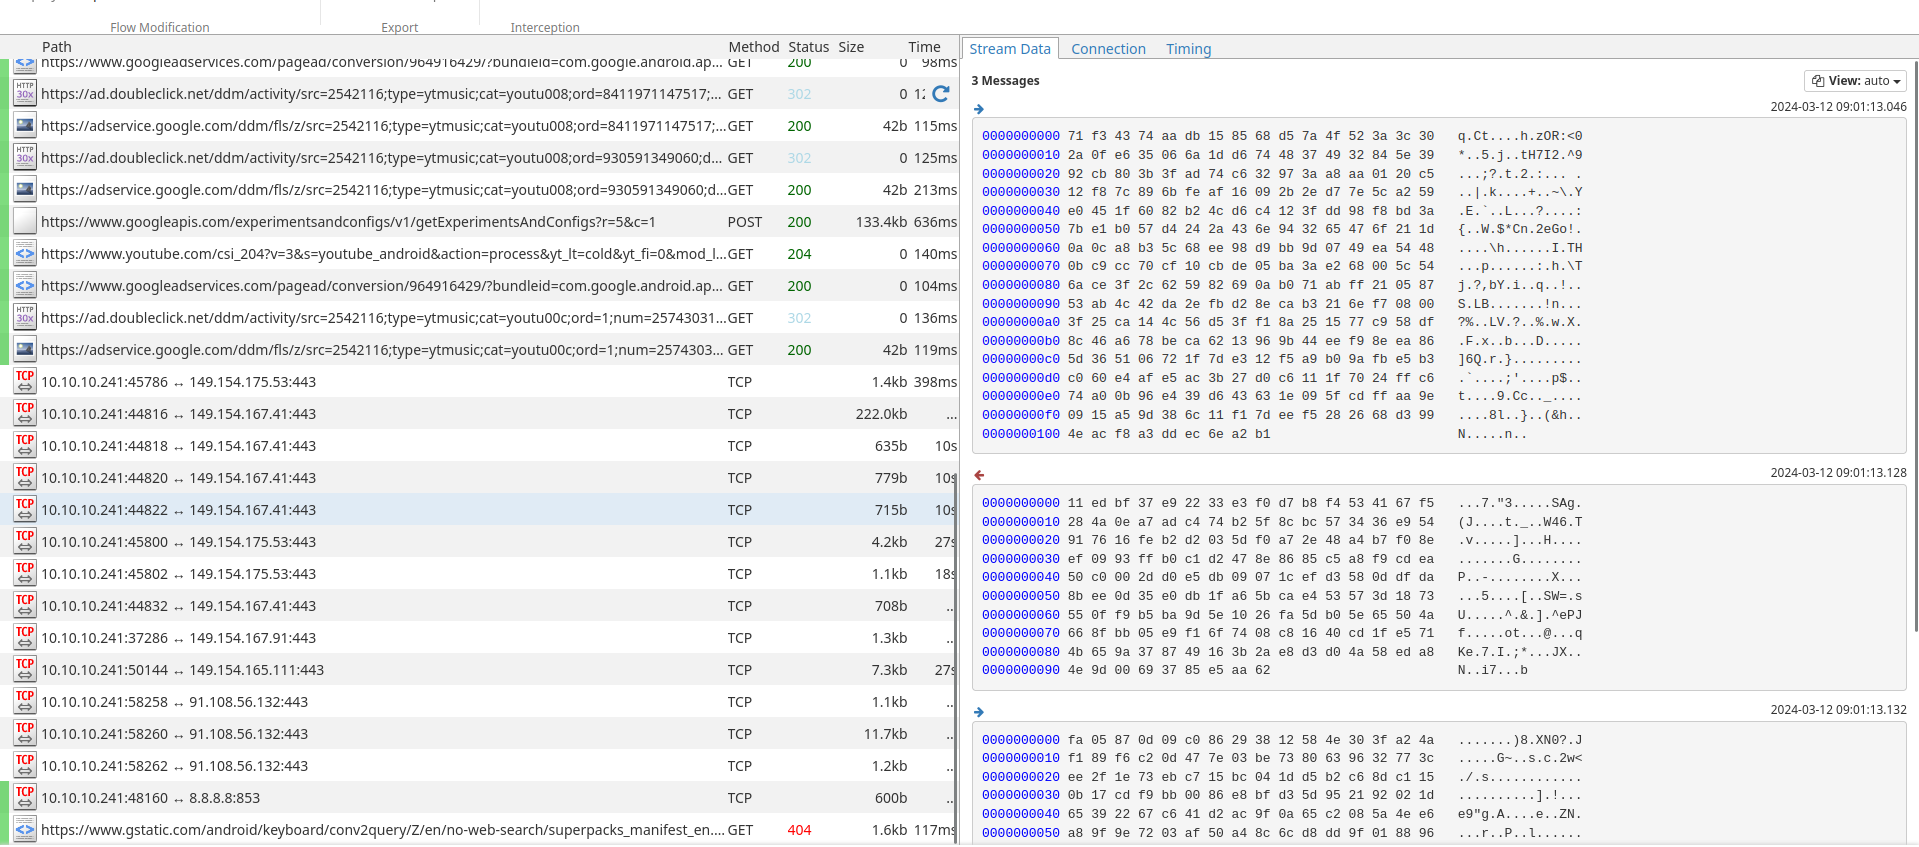 Flow Modification Export Interception
Path Method Status Size Time
https://www.googleadservices.com/pagead/conversion/964916429/?bundleid=com.google.android.ap... GET 200 0 98ms
https://ad.doubleclick.net/ddm/activity/src=2542116;type=ytmusic;cat=youtu008;ord=8411971147517;... GET 302 0 12
https://adservice.google.com/ddm/fls/z/src=2542116;type=ytmusic;cat=youtu008;ord=8411971147517;... GET 200 42b 115ms
https://ad.doubleclick.net/ddm/activity/src=2542116;type=ytmusic;cat=youtu008;ord=930591349060;d... GET 302 0 125ms
https://adservice.google.com/ddm/fls/z/src=2542116;type=ytmusic;cat=youtu008;ord=930591349060;d... GET 200 42b 213ms
https://www.googleapis.com/experimentsandconfigs/v1/getExperimentsAndConfigs?r=5&c=1 POST 200 133.4kb 636ms
https://www.youtube.com/csi_204?v=3&s=youtube_android&action=process&yt_lt=cold&yt_fi=0&mod_l... GET 204 0 140ms
https://www.googleadservices.com/pagead/conversion/964916429/?bundleid=com.google.android.ap... GET 200 0 104ms
https://ad.doubleclick.net/ddm/activity/src=2542116;type=ytmusic;cat=youtu00c;ord=1;num=25743031... GET 302 0 136ms
https://adservice.google.com/ddm/fls/z/src=2542116;type=ytmusic;cat=youtu00c;ord=1;num=2574303... GET 200 42b 119ms
10.10.10.241:45786 ↔ 149.154.175.53:443 TCP 1.4kb 398ms
10.10.10.241:44816 ↔ 149.154.167.41:443 TCP 222.0kb ...
10.10.10.241:44818 ↔ 149.154.167.41:443 TCP 635b 10s
10.10.10.241:44820 ↔ 149.154.167.41:443 TCP 779b 10s
10.10.10.241:44822 ↔ 149.154.167.41:443 TCP 715b 10s
10.10.10.241:45800 ↔ 149.154.175.53:443 TCP 4.2kb 27s
10.10.10.241:45802 ↔ 149.154.175.53:443 TCP 1.1kb 18s
10.10.10.241:44832 ↔ 149.154.167.41:443 TCP 708b ..
10.10.10.241:37286 ↔ 149.154.167.91:443 TCP 1.3kb ..
10.10.10.241:50144 ↔ 149.154.165.111:443 TCP 7.3kb 27s
10.10.10.241:58258 ↔ 91.108.56.132:443 TCP 1.1kb ..
10.10.10.241:58260 ↔ 91.108.56.132:443 TCP 11.7kb ..
10.10.10.241:58262 ↔ 91.108.56.132:443 TCP 1.2kb ..
10.10.10.241:48160 ↔ 8.8.8.8:853 TCP 600b ..
https://www.gstatic.com/android/keyboard/conv2query/Z/en/no-web-search/superpacks_manifest_en.... GET 404 1.6kb 117ms
Stream Data Connection Timing
3 Messages View: auto
→ 2024-03-12 09:01:13.046
0000000000 71 f3 43 74 aa db 15 85 68 d5 7a 4f 52 3a 3c 30 q.Ct....h.zOR:<0
0000000010 2a 0f e6 35 06 6a 1d d6 74 48 37 49 32 84 5e 39 *..5.j..tH7I2.^9
0000000020 92 cb 80 3b 3f ad 74 c6 32 97 3a a8 aa 01 20 c5 ...;?.t.2.:... .
0000000030 12 f8 7c 89 6b fe af 16 09 2b 2e d7 7e 5c a2 59 ..|.k....+..~\.Y
0000000040 e0 45 1f 60 82 b2 4c d6 c4 12 3f dd 98 f8 bd 3a .E.`..L...?....:
0000000050 7b e1 b0 57 d4 24 2a 43 6e 94 32 65 47 6f 21 1d {..W.$*Cn.2eGo!.
0000000060 0a 0c a8 b3 5c 68 ee 98 d9 bb 9d 07 49 ea 54 48 ....\h......I.TH
0000000070 0b c9 cc 70 cf 10 cb de 05 ba 3a e2 68 00 5c 54 ...p......:.h.\T
0000000080 6a ce 3f 2c 62 59 82 69 0a b0 71 ab ff 21 05 87 j.?,bY.i..q..!..
0000000090 53 ab 4c 42 da 2e fb d2 8e ca b3 21 6e f7 08 00 S.LB.......!n...
00000000a0 3f 25 ca 14 4c 56 d5 3f f1 8a 25 15 77 c9 58 df ?%..LV.?..%.w.X.
00000000b0 8c 46 a6 78 be ca 62 13 96 9b 44 ee f9 8e ea 86 .F.x..b...D.....
00000000c0 5d 36 51 06 72 1f 7d e3 12 f5 a9 b0 9a fb e5 b3 ]6Q.r.}.........
00000000d0 c0 60 e4 af e5 ac 3b 27 d0 c6 11 1f 70 24 ff c6 .`....;'....p$..
00000000e0 74 a0 0b 96 e4 39 d6 43 63 1e 09 5f cd ff aa 9e t....9.Cc.._....
00000000f0 09 15 a5 9d 38 6c 11 f1 7d ee f5 28 26 68 d3 99 ....8l..}..(&h..
0000000100 4e ac f8 a3 dd ec 6e a2 b1 N.....n..
← 2024-03-12 09:01:13.128
0000000000 11 ed bf 37 e9 22 33 e3 f0 d7 b8 f4 53 41 67 f5 ...7."3.....SAg.
0000000010 28 4a 0e a7 ad c4 74 b2 5f 8c bc 57 34 36 e9 54 (J....t._..W46.T
0000000020 91 76 16 fe b2 d2 03 5d f0 a7 2e 48 a4 b7 f0 8e .v.....]...H....
0000000030 ef 09 93 ff b0 c1 d2 47 8e 86 85 c5 a8 f9 cd ea .......G........
0000000040 50 c0 00 2d d0 e5 db 09 07 1c ef d3 58 0d df da P..-........X...
0000000050 8b ee 0d 35 e0 db 1f a6 5b ca e4 53 57 3d 18 73 ...5....[..SW=.s
0000000060 55 0f f9 b5 ba 9d 5e 10 26 fa 5d b0 5e 65 50 4a U.....^.&.].^ePJ
0000000070 66 8f bb 05 e9 f1 6f 74 08 c8 16 40 cd 1f e5 71 f.....ot...@...q
0000000080 4b 65 9a 37 87 49 16 3b 2a e8 d3 d0 4a 58 ed a8 Ke.7.I.;*...JX..
0000000090 4e 9d 00 69 37 85 e5 aa 62 N..i7...b
→ 2024-03-12 09:01:13.132
0000000000 fa 05 87 0d 09 c0 86 29 38 12 58 4e 30 3f a2 4a .......)8.XN0?.J
0000000010 f1 89 f6 c2 0d 47 7e 03 be 73 80 63 96 32 77 3c .....G~..s.c.2w<
0000000020 ee 2f 1e 73 eb c7 15 bc 04 1d d5 b2 c6 8d c1 15 ./.s............
0000000030 0b 17 cd f9 bb 00 86 e8 bf d3 5d 95 21 92 02 1d ..........].!...
0000000040 65 39 22 67 c6 41 d2 ac 9f 0a 65 c2 08 5a 4e e6 e9"g.A....e..ZN.
0000000050 a8 9f 9e 72 03 af 50 a4 8c 6c d8 dd 9f 01 88 96 ...r..P..l......